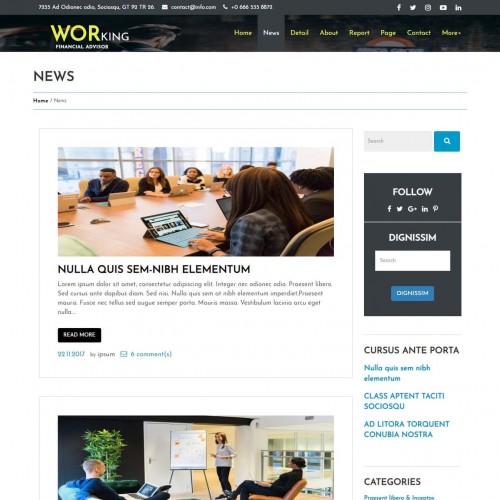 7355 Ad Odionec odio, Sociosqu, GT 92 TR 26. contact@info.com +0 666 555 8872
WORKING
FINANCIAL ADVISOR
Home News Detail About Report Page Contact More+
NEWS
Home / News
NULLA QUIS SEM-NIBH ELEMENTUM
Lorem ipsum dolor sit amet, consectetur adipiscing elit. Integer nec odionec odio. Praesent libero.
Sed cursus ante dapibus diam. Sed nisi. Nulla quis sem at nibh elementum imperdiet.Praesent
mauris. Fusce nec tellus sed augue semper porta. Mauris massa. Vestibulum lacinia arcu eget
nulla...
READ MORE
22.11.2017 by ipsum 6 comment(s)
Search
FOLLOW
DIGNISSIM
Search
DIGNISSIM
CURSUS ANTE PORTA
Nulla quis sem nibh
elementum
CLASS APTENT TACITI
SOCIOSQU
AD LITORA TORQUENT
CONUBIA NOSTRA
CATEGORIES
Praesent libero & Inceptos